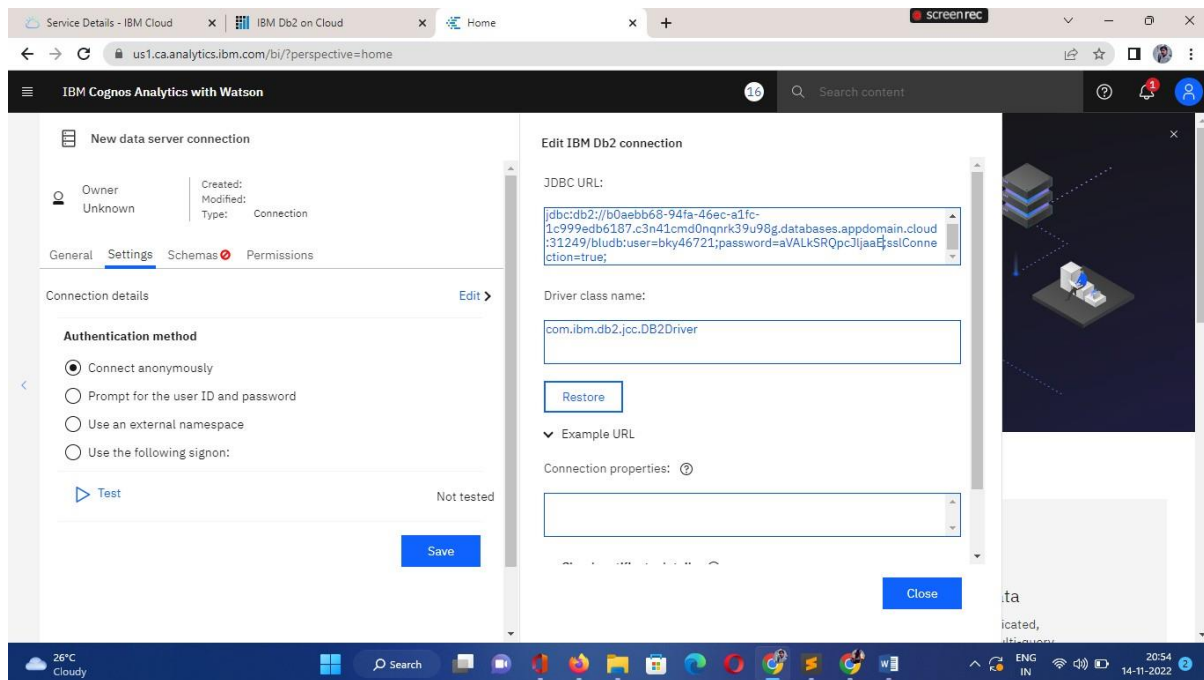 Service Details - IBM Cloud
IBM Db2 on Cloud
Home
screenrec
us1.ca.analytics.ibm.com/bi/?perspective=home
IBM Cognos Analytics with Watson
16
Search content
1
New data server connection
Owner
Unknown
Created:
Modified:
Type: Connection
General Settings Schemas Permissions
Connection details
Edit
Authentication method
Connect anonymously
Prompt for the user ID and password
Use an external namespace
Use the following signon:
Test
Not tested
Save
Edit IBM Db2 connection
JDBC URL:
jdbc:db2://b0aebb68-94fa-46ec-a1fc-
1c999edb6187.c3n41cmd0nqnrk39u98g.databases.appdomain.cloud
:31249/bludb:user=bky46721;password=aVALkSRQpcJljaaE;sslConne
ction=true;
Driver class name:
com.ibm.db2.jcc.DB2Driver
Restore
Example URL
Connection properties:
Close
ita
icated,
26°C
Cloudy
Search
ENG
IN
20:54
14-11-2022
2